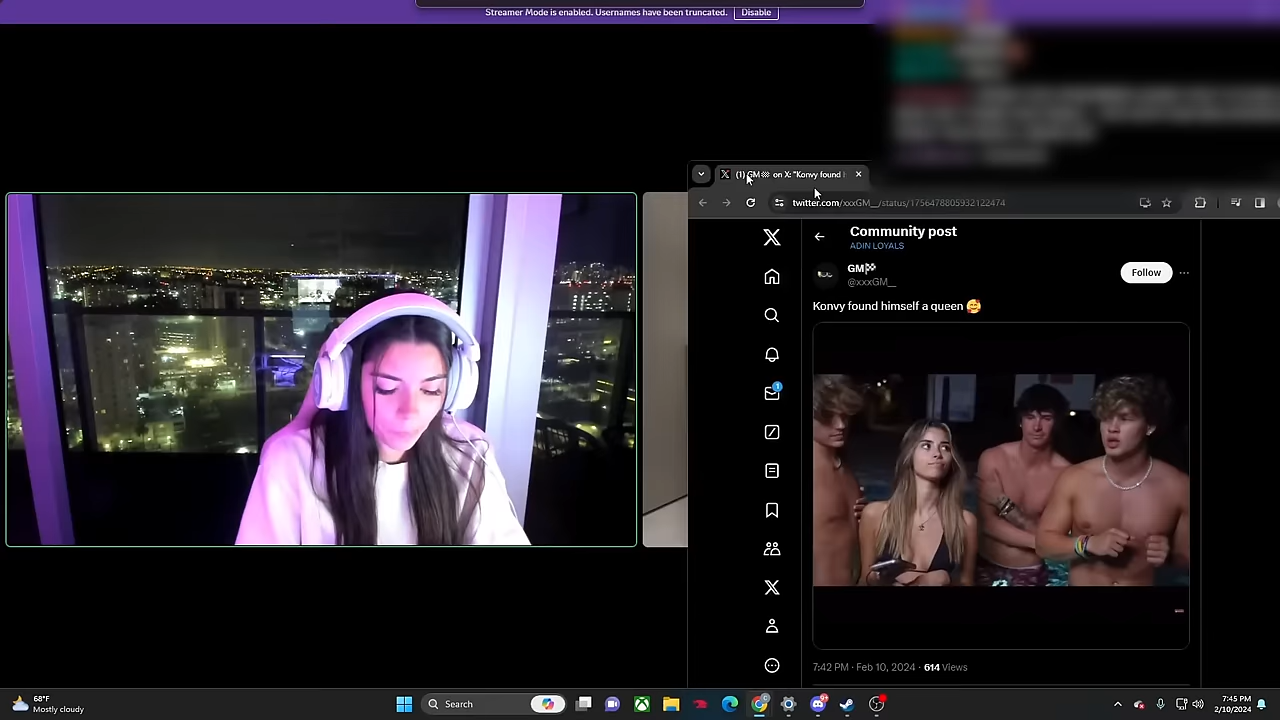 Streamer Mode is enabled. Usernames have been truncated. Disable
(1) GM🏁 on X: "Konvy found
twitter.com/xxxGM__/status/1756478805932122474
Community post
ADIN LOYALS
GM🏁
@xxxGM__
Follow
Konvy found himself a queen 🥰
1
7:42 PM · Feb 10, 2024 · 614 Views
68°F
Mostly cloudy
Search
7:45 PM
2/10/2024